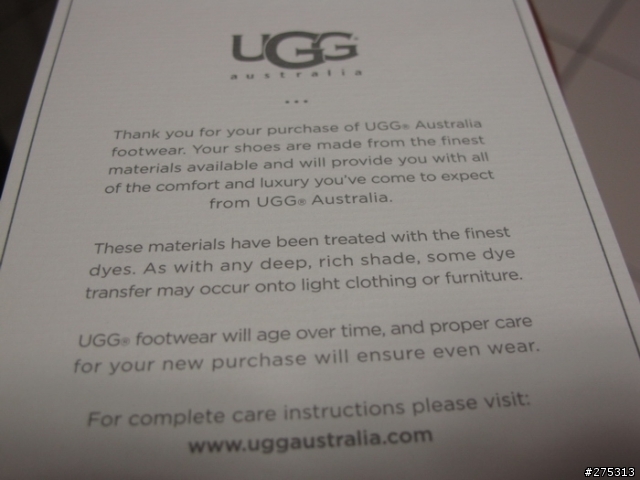 UGG®
australia
Thank you for your purchase of UGG® Australia
footwear. Your shoes are made from the finest
materials available and will provide you with all
of the comfort and luxury you've come to expect
from UGG® Australia.
These materials have been treated with the finest
dyes. As with any deep, rich shade, some dye
transfer may occur onto light clothing or furniture.
UGG® footwear will age over time, and proper care
for your new purchase will ensure even wear.
For complete care instructions please visit:
www.uggaustralia.com
#275313